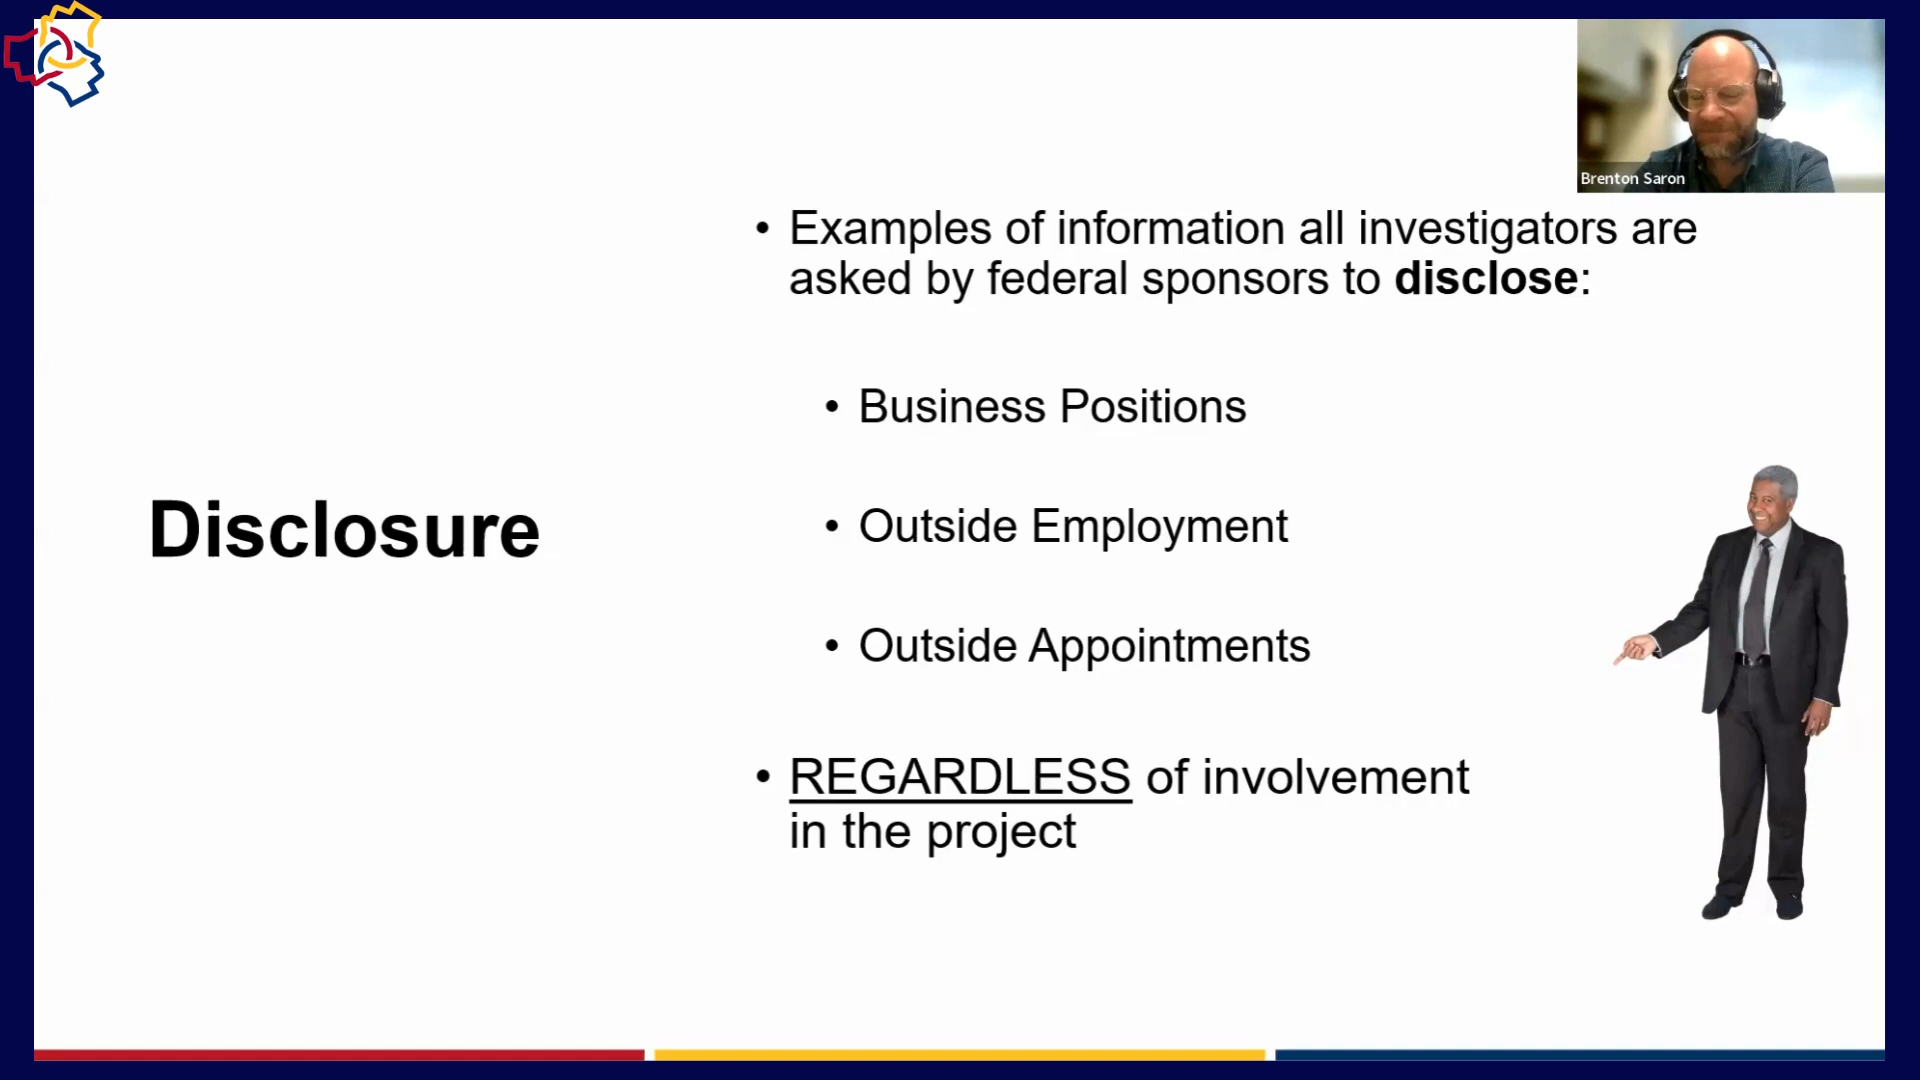 Brenton Saron
• Examples of information all investigators are
asked by federal sponsors to disclose:
• Business Positions
• Outside Employment
Disclosure
• Outside Appointments
• REGARDLESS of involvement
in the project